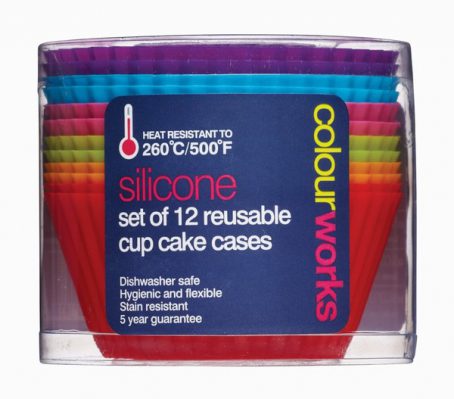 HEAT RESISTANT TO
260°C/500°F
silicone
set of 12 reusable
cup cake cases
Dishwasher safe
Hygienic and flexible
Stain resistant
5 year guarantee
colourworks